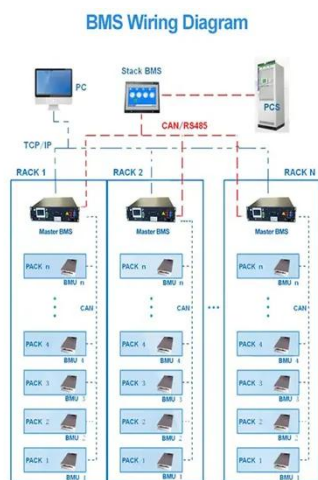 BMS Wiring Diagram
Stack BMS
PC
PCS
CAN/RS485
TCP/IP
RACK 1 RACK 2 RACK N
Master BMS Master BMS Master BMS
PACK n PACK n PACK n
BMU n BMU n BMU n
CAN CAN CAN
PACK 4 PACK 4 PACK 4
BMU 4 BMU 4 BMU 4
PACK 3 PACK 3 PACK 3
BMU 3 BMU 3 BMU 3
PACK 2 PACK 2 PACK 2
BMU 2 BMU 2 BMU 2
PACK 1 PACK 1 PACK 1
BMU 1 BMU 1 BMU 1